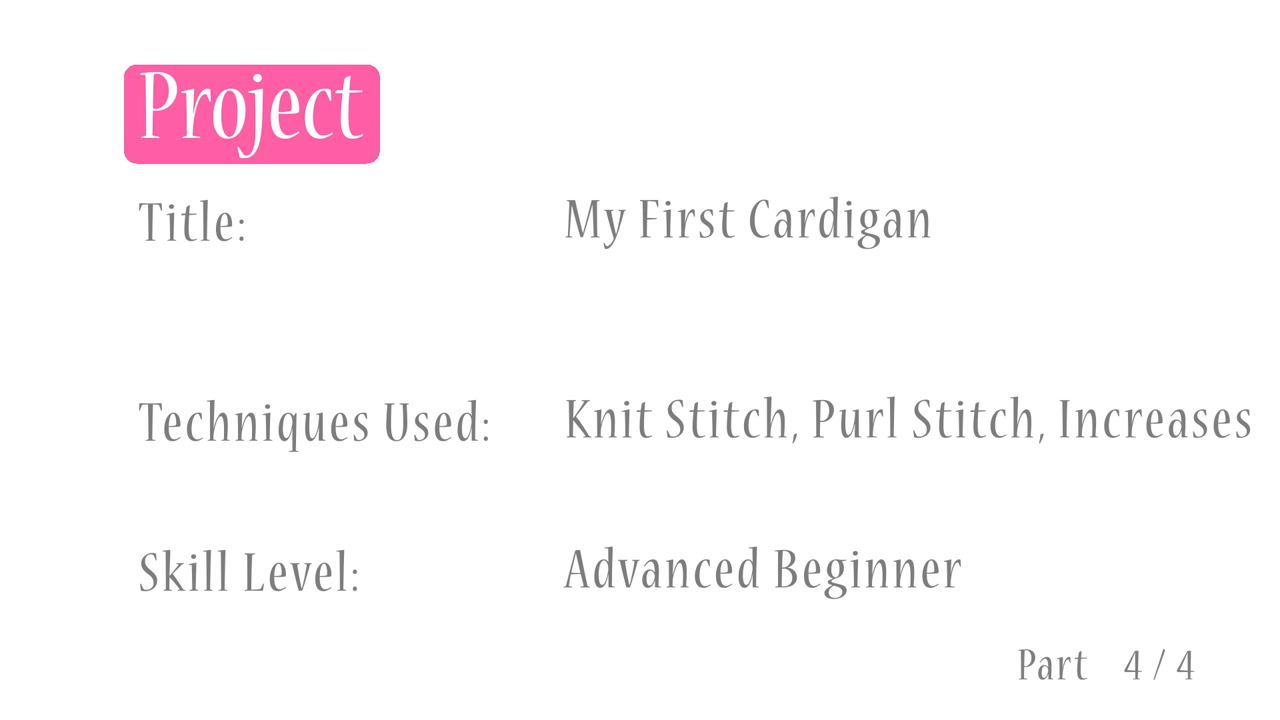 Project
Title: My First Cardigan
Techniques Used: Knit Stitch, Purl Stitch, Increases
Skill Level: Advanced Beginner
Part 4 / 4